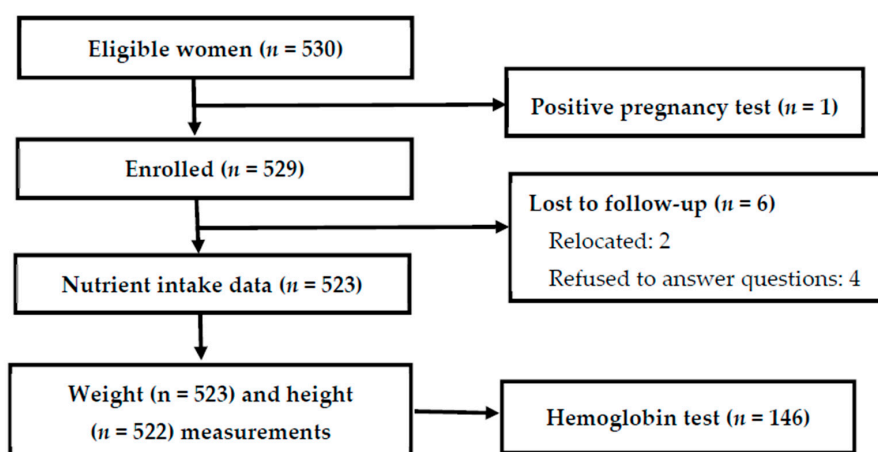 Eligible women (n = 530)
Positive pregnancy test (n = 1)
Enrolled (n = 529)
Lost to follow-up (n = 6)
Relocated: 2
Refused to answer questions: 4
Nutrient intake data (n = 523)
Weight (n = 523) and height
(n = 522) measurements
Hemoglobin test (n = 146)